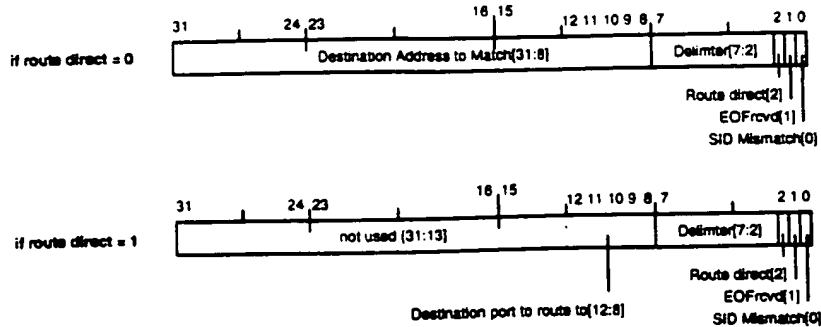 31 24 23 16 15 12 11 10 9 8 7 2 1 0
if route direct = 0 Destination Address to Match[31:8] Delimter[7:2]
Route direct[2]
EOFrcvd[1]
SID Mismatch[0]
31 24 23 16 15 12 11 10 9 8 7 2 1 0
if route direct = 1 not used [31:13] Delimter[7:2]
Route direct[2]
Destination port to route to[12:8] EOFrcvd[1]
SID Mismatch[0]